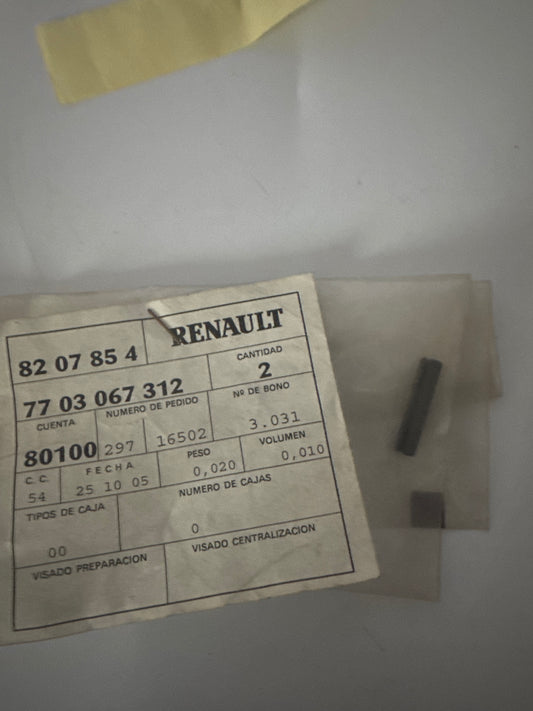 82 07 85 4
RENAULT
77 03 067 312
CANTIDAD
2
CUENTA
NUMERO DE PEDIDO
Nº DE BONO
80100
297
16502
3.031
C. C.
FECHA
PESO
VOLUMEN
54
25 10 05
0,020
0,010
TIPOS DE CAJA
NUMERO DE CAJAS
00
0
VISADO PREPARACION
VISADO CENTRALIZACION